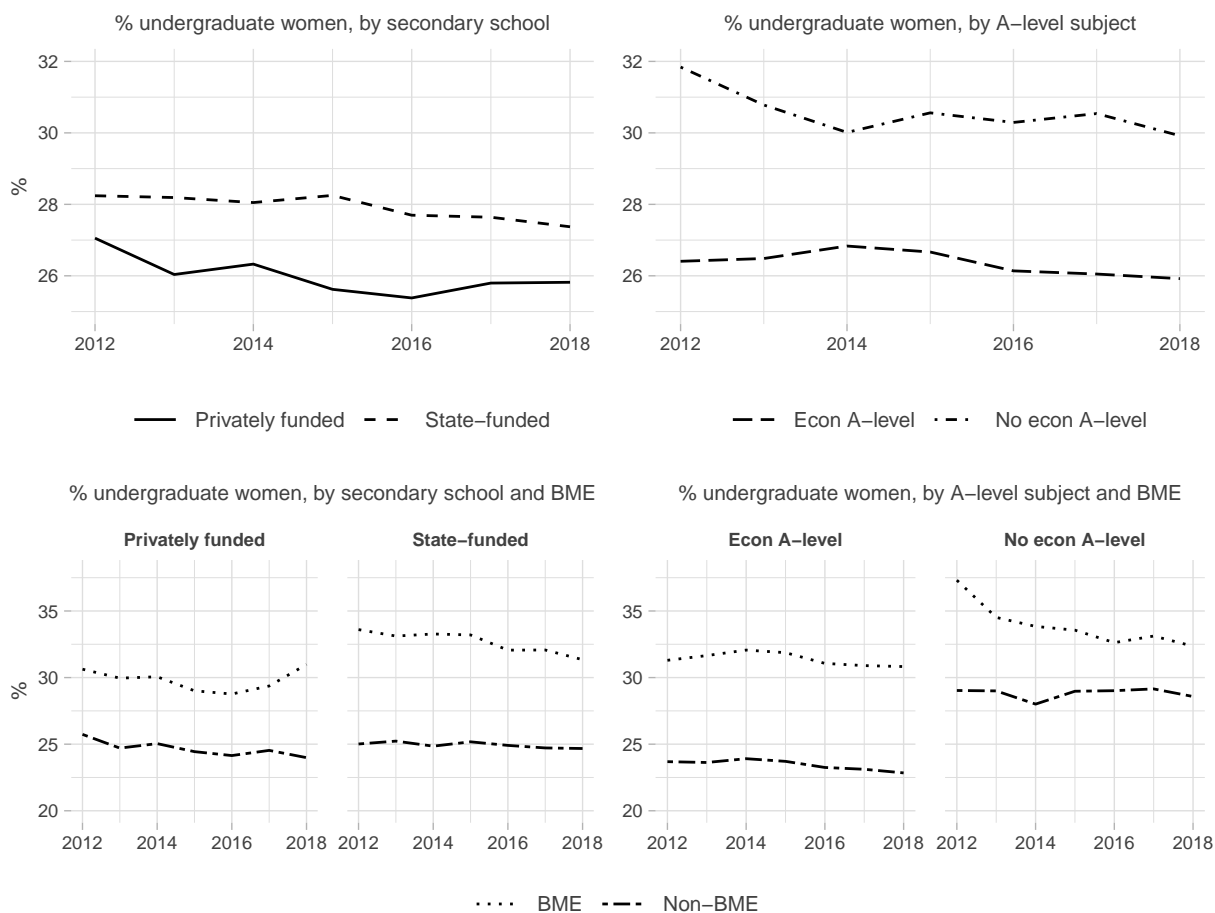 % undergraduate women, by secondary school
% undergraduate women, by A−level subject
%
32
30
28
26
2012 2014 2016 2018
32
30
28
26
2012 2014 2016 2018
Privately funded State−funded
Econ A−level No econ A−level
% undergraduate women, by secondary school and BME
% undergraduate women, by A−level subject and BME
Privately funded State−funded
Econ A−level No econ A−level
%
35
30
25
20
2012 2014 2016 2018 2012 2014 2016 2018
35
30
25
20
2012 2014 2016 2018 2012 2014 2016 2018
BME Non−BME